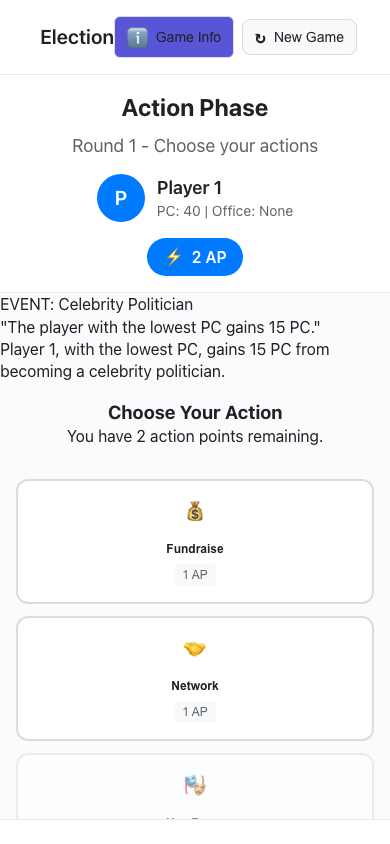 Election
ℹ️ Game Info
↻ New Game
Action Phase
Round 1 - Choose your actions
P
Player 1
PC: 40 | Office: None
⚡ 2 AP
EVENT: Celebrity Politician
"The player with the lowest PC gains 15 PC."
Player 1, with the lowest PC, gains 15 PC from
becoming a celebrity politician.
Choose Your Action
You have 2 action points remaining.
Fundraise
1 AP
Network
1 AP